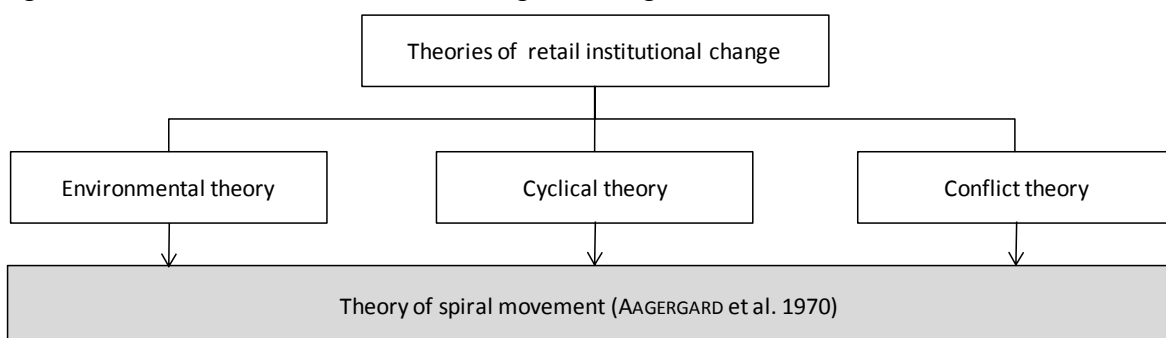 Theories of retail institutional change
Environmental theory
Cyclical theory
Conflict theory
Theory of spiral movement (AAGERGARD et al. 1970)